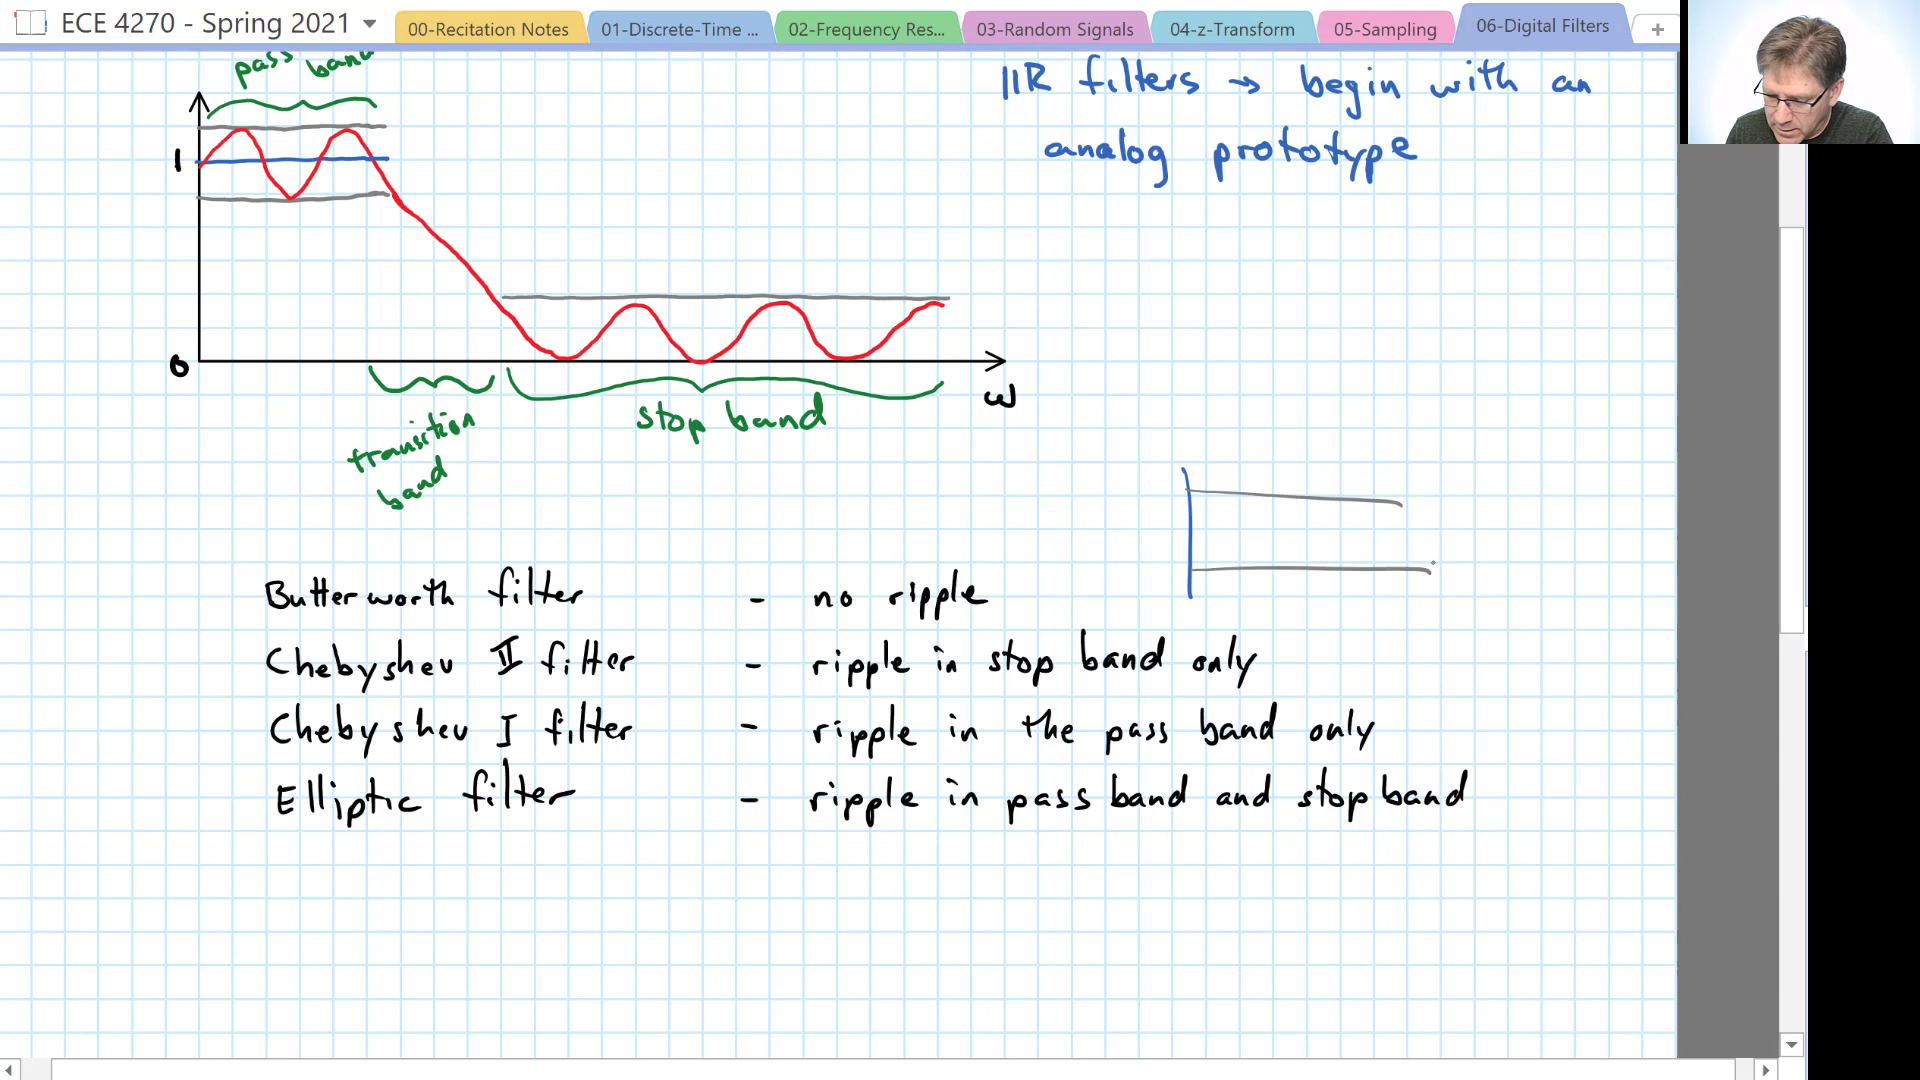 ECE 4270 - Spring 2021
00-Recitation Notes
01-Discrete-Time ...
02-Frequency Res...
03-Random Signals
04-z-Transform
05-Sampling
06-Digital Filters
pass band
IIR filters → begin with an
analog prototype
1
0
ω
transition
band
stop band
Butterworth filter - no ripple
Chebyshev II filter - ripple in stop band only
Chebyshev I filter - ripple in the pass band only
Elliptic filter - ripple in pass band and stop band